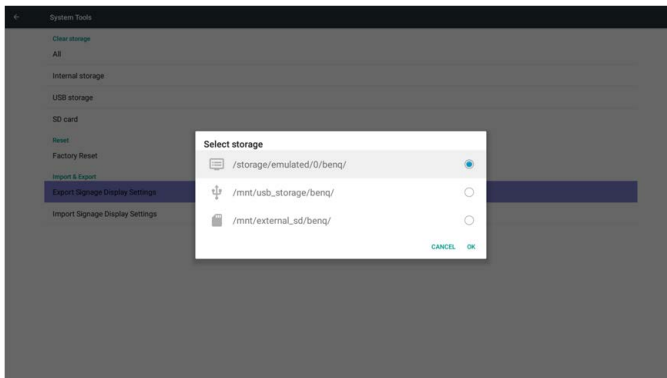 System Tools
Clear storage
All
Internal storage
USB storage
SD card
Reset
Factory Reset
Import & Export
Export Signage Display Settings
Import Signage Display Settings
Select storage
/storage/emulated/0/benq/
/mnt/usb_storage/benq/
/mnt/external_sd/benq/
CANCEL OK